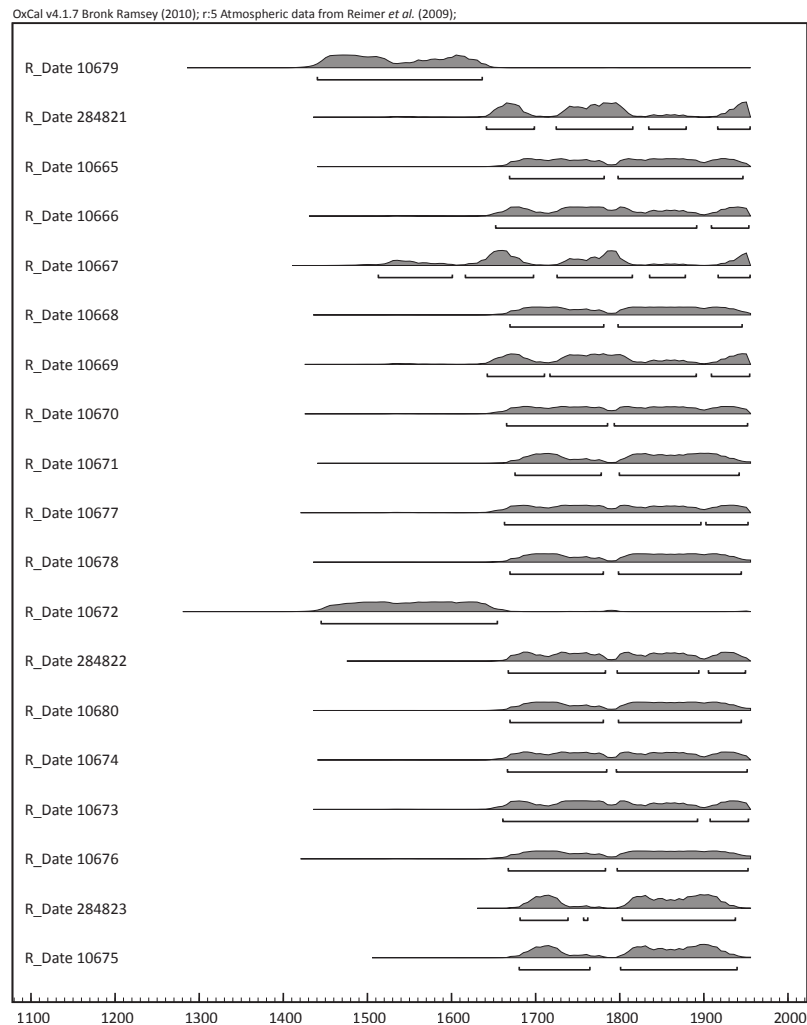 OxCal v4.1.7 Bronk Ramsey (2010); r:5 Atmospheric data from Reimer et al. (2009);
R_Date 10679
R_Date 284821
R_Date 10665
R_Date 10666
R_Date 10667
R_Date 10668
R_Date 10669
R_Date 10670
R_Date 10671
R_Date 10677
R_Date 10678
R_Date 10672
R_Date 284822
R_Date 10680
R_Date 10674
R_Date 10673
R_Date 10676
R_Date 284823
R_Date 10675
1100 1200 1300 1400 1500 1600 1700 1800 1900 2000